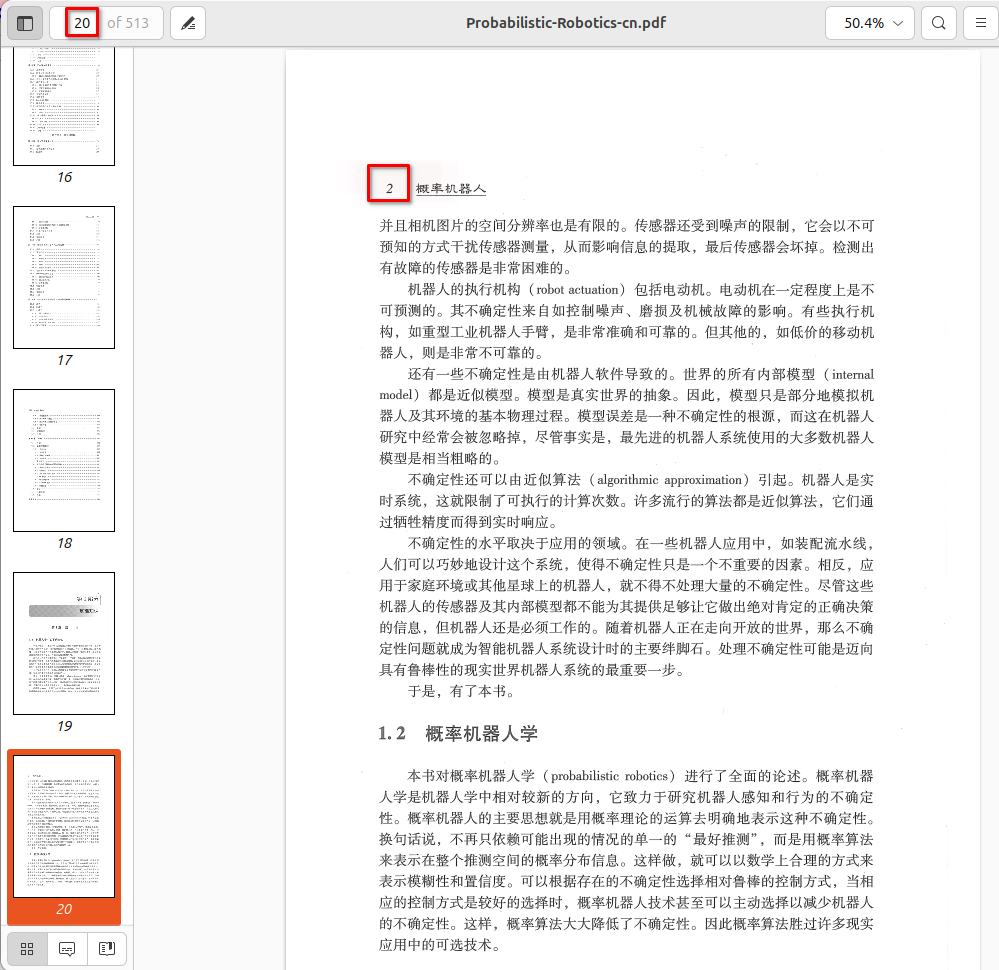 20 of 513
Probabilistic-Robotics-cn.pdf
50.4%
16
17
18
19
20
2 概率机器人
并且相机图片的空间分辨率也是有限的。传感器还受到噪声的限制，它会以不可
预知的方式干扰传感器测量，从而影响信息的提取，最后传感器会坏掉。检测出
有故障的传感器是非常困难的。
机器人的执行机构（robot actuation）包括电动机。电动机在一定程度上是不
可预测的。其不确定性来自如控制噪声、磨损及机械故障的影响。有些执行机
构，如重型工业机器人手臂，是非常准确和可靠的。但其他的，如低价的移动机
器人，则是非常不可靠的。
还有一些不确定性是由机器人软件导致的。世界的所有内部模型（internal
model）都是近似模型。模型是真实世界的抽象。因此，模型只是部分地模拟机
器人及其环境的基本物理过程。模型误差是一种不确定性的根源，而这在机器人
研究中经常会被忽略掉，尽管事实是，最先进的机器人系统使用的大多数机器人
模型是相当粗略的。
不确定性还可以由近似算法（algorithmic approximation）引起。机器人是实
时系统，这就限制了可执行的计算次数。许多流行的算法都是近似算法，它们通
过牺牲精度而得到实时响应。
不确定性的水平取决于应用的领域。在一些机器人应用中，如装配流水线，
人们可以巧妙地设计这个系统，使得不确定性只是一个不重要的因素。相反，应
用于家庭环境或其他星球上的机器人，就不得不处理大量的不确定性。尽管这些
机器人的传感器及其内部模型都不能为其提供足够让它做出绝对肯定的正确决策
的信息，但机器人还是必须工作的。随着机器人正在走向开放的世界，那么不确
定性问题就成为智能机器人系统设计时的主要绊脚石。处理不确定性可能是迈向
具有鲁棒性的现实世界机器人系统的最重要一步。
于是，有了本书。
1.2 概率机器人学
本书对概率机器人学（probabilistic robotics）进行了全面的论述。概率机器
人学是机器人学中相对较新的方向，它致力于研究机器人感知和行为的不确定
性。概率机器人的主要思想就是用概率理论的运算去明确地表示这种不确定性。
换句话说，不再只依赖可能出现的情况的单一的“最好推测”，而是用概率算法
来表示在整个推测空间的概率分布信息。这样做，就可以以数学上合理的方式来
表示模糊性和置信度。可以根据存在的不确定性选择相对鲁棒的控制方式，当相
应的控制方式是较好的选择时，概率机器人技术甚至可以主动选择以减少机器人
的不确定性。这样，概率算法大大降低了不确定性。因此概率算法胜过许多现实
应用中的可选技术。